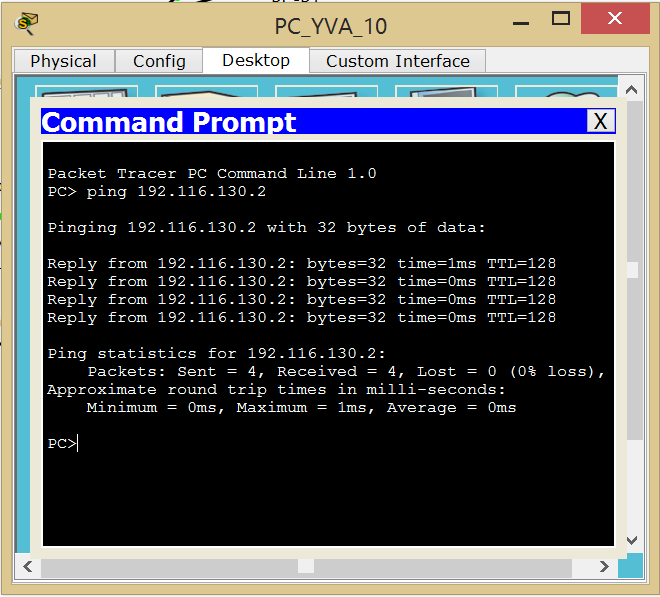 PC_YVA_10
Physical Config Desktop Custom Interface
Command Prompt X
Packet Tracer PC Command Line 1.0
PC> ping 192.116.130.2
Pinging 192.116.130.2 with 32 bytes of data:
Reply from 192.116.130.2: bytes=32 time=1ms TTL=128
Reply from 192.116.130.2: bytes=32 time=0ms TTL=128
Reply from 192.116.130.2: bytes=32 time=0ms TTL=128
Reply from 192.116.130.2: bytes=32 time=0ms TTL=128
Ping statistics for 192.116.130.2:
Packets: Sent = 4, Received = 4, Lost = 0 (0% loss),
Approximate round trip times in milli-seconds:
Minimum = 0ms, Maximum = 1ms, Average = 0ms
PC>